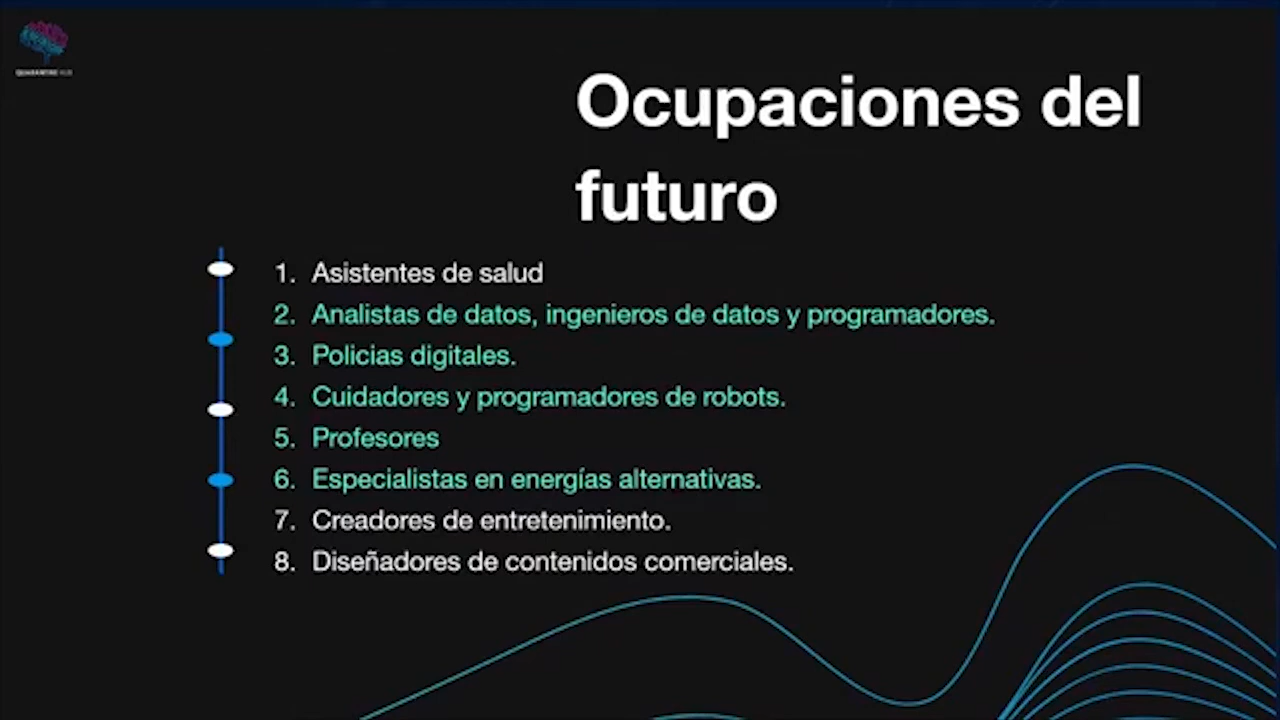 Ocupaciones del
futuro
1. Asistentes de salud
2. Analistas de datos, ingenieros de datos y programadores.
3. Policias digitales.
4. Cuidadores y programadores de robots.
5. Profesores
6. Especialistas en energías alternativas.
7. Creadores de entretenimiento.
8. Diseñadores de contenidos comerciales.